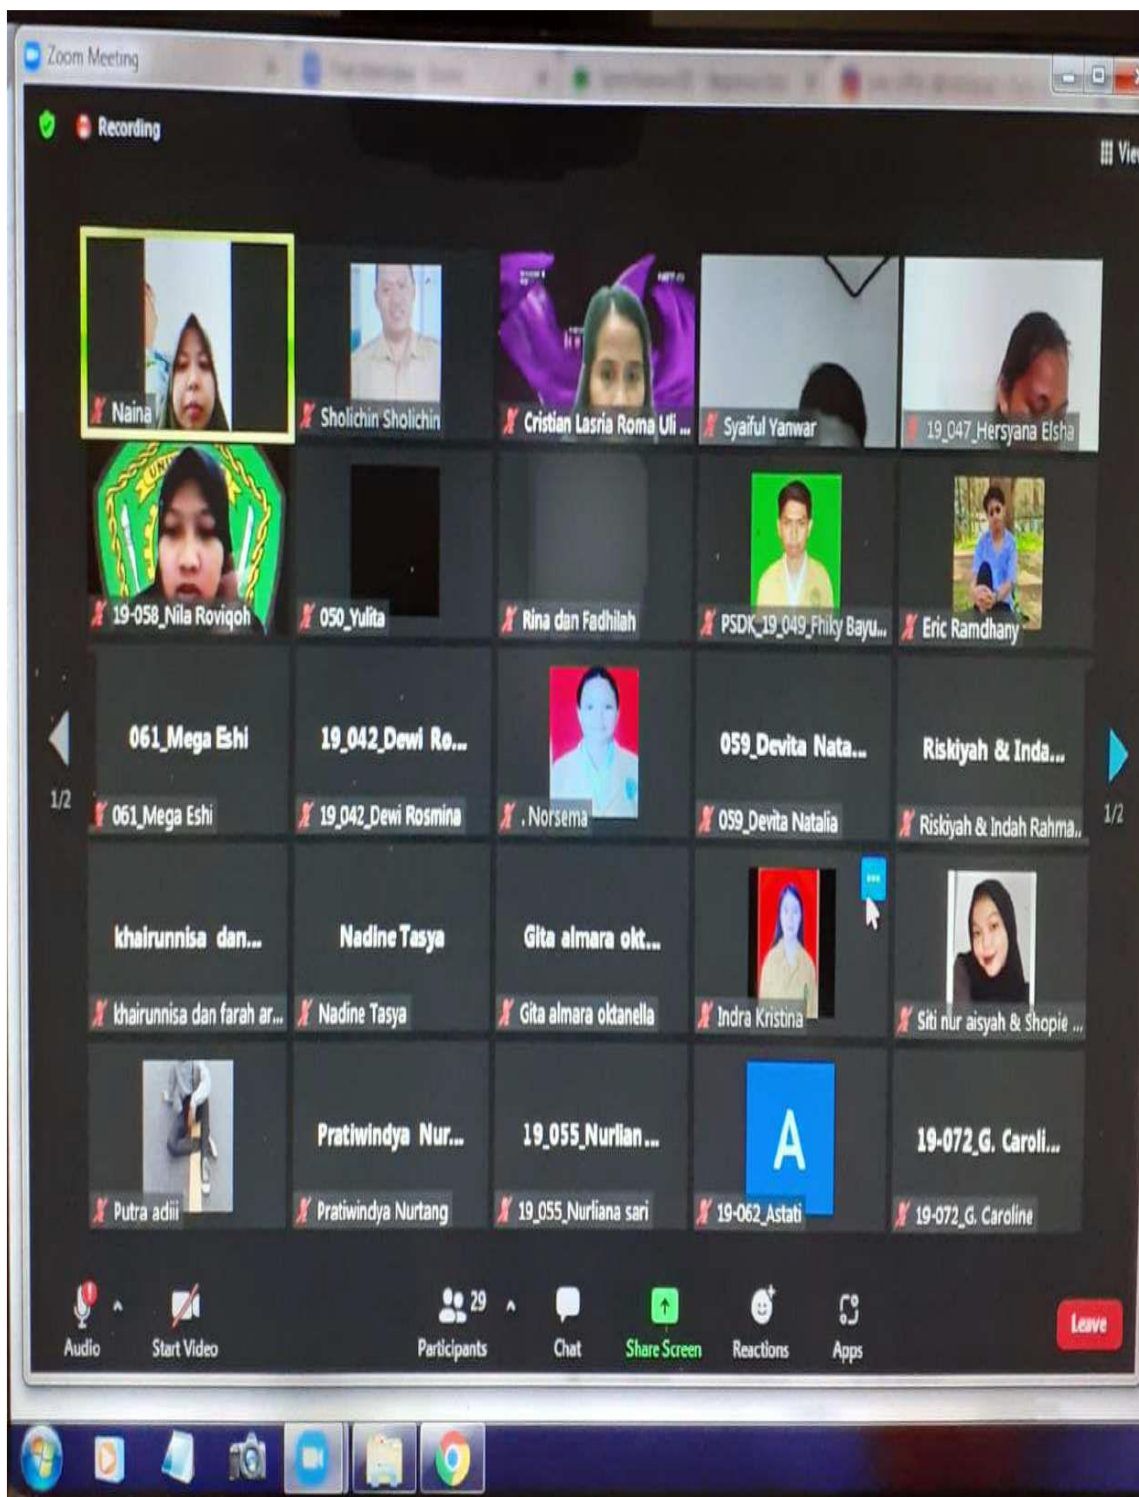 Zoom Meeting
Recording
View
Naina
Sholichin Sholichin
Cristian Lasria Roma Uli ...
Syaiful Yanwar
19_047_Hersyana Elsha
19-058_Nila Roviqoh
050_Yulita
Rina dan Fadhilah
PSDK_19_049_Fhiky Bayu...
Eric Ramdhany
061_Mega Eshi
19_042_Dewi Ro...
059_Devita Nata...
Riskiyah & Inda...
061_Mega Eshi
19_042_Dewi Rosmina
. Norsema
059_Devita Natalia
Riskiyah & Indah Rahma..
1/2
1/2
khairunnisa dan...
Nadine Tasya
Gita almara okt...
khairunnisa dan farah ar...
Nadine Tasya
Gita almara oktanella
Indra Kristina
Siti nur aisyah & Shopie ...
Pratiwindya Nur...
19_055_Nurlian...
A
19-072_G. Caroli...
Putra adiii
Pratiwindya Nurtang
19_055_Nurliana sari
19-062_Astati
19-072_G. Caroline
29
Audio
Start Video
Participants
Chat
Share Screen
Reactions
Apps
Leave